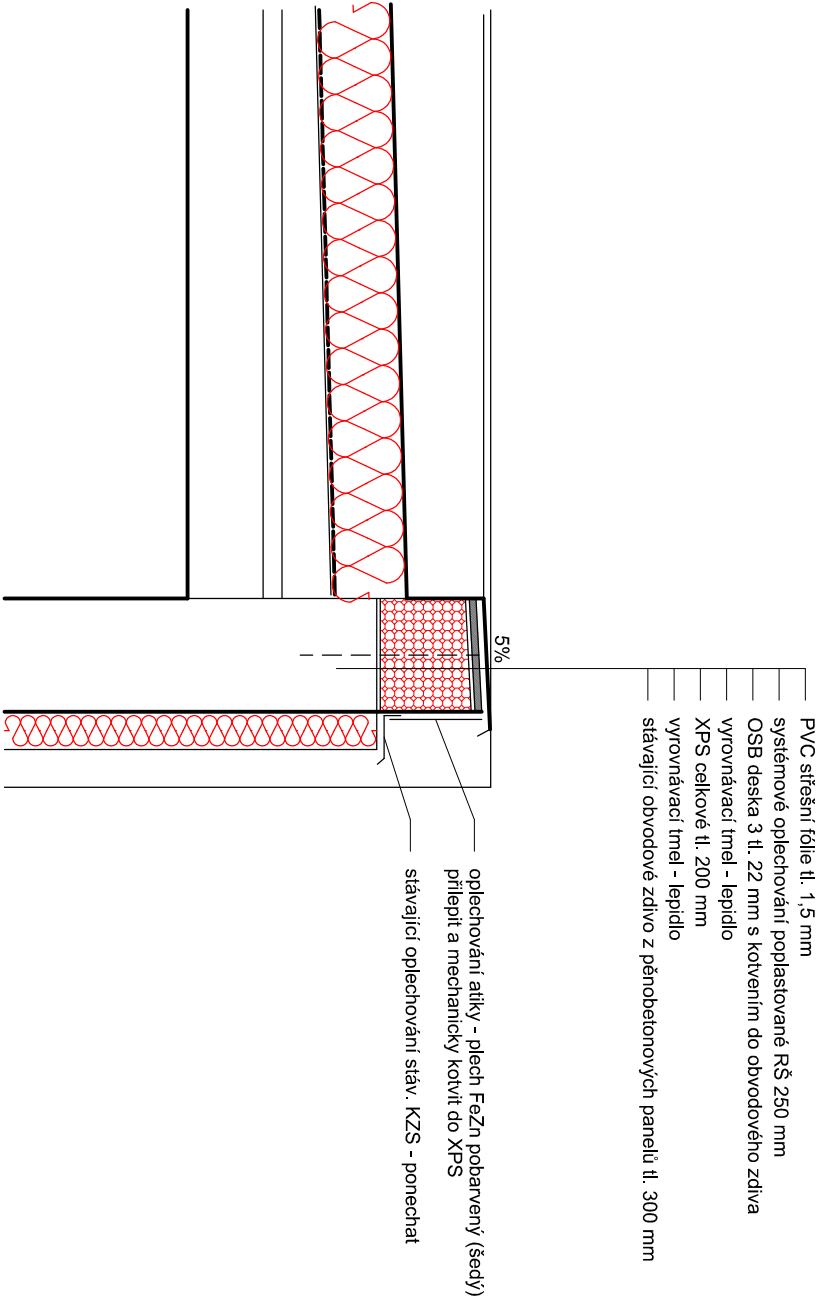 PVC střešní fólie tl. 1,5 mm
systémové oplechování poplastované RŠ 250 mm
OSB deska 3 tl. 22 mm s kotvením do obvodového zdiva
vyrovnávací tmel - lepidlo
XPS celkové tl. 200 mm
vyrovnávací tmel - lepidlo
stávající obvodové zdivo z pěnobetonových panelů tl. 300 mm
5%
oplechování atiky - plech FeZn pobarvený (šedý)
přilepit a mechanicky kotvit do XPS
stávající oplechování stáv. KZS - ponechat